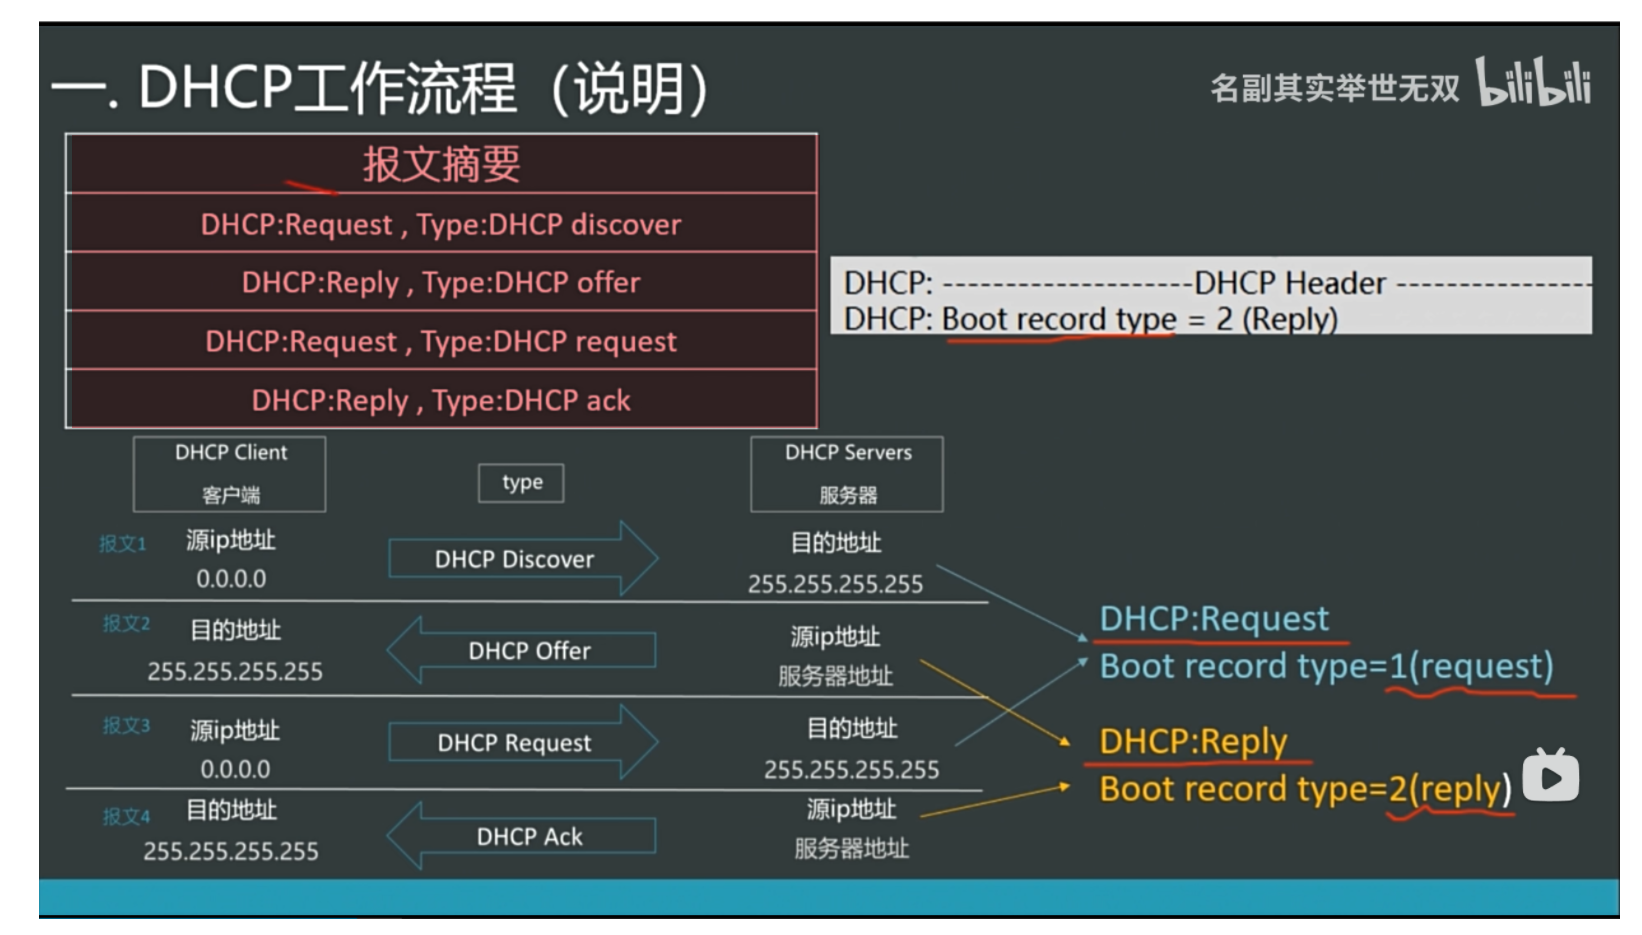 一. DHCP工作流程（说明）
名副其实举世无双 bilibili
报文摘要
DHCP:Request , Type:DHCP discover
DHCP:Reply , Type:DHCP offer
DHCP:Request , Type:DHCP request
DHCP:Reply , Type:DHCP ack
DHCP: --------------------DHCP Header ----------------
DHCP: Boot record type = 2 (Reply)
DHCP Client
客户端
type
DHCP Servers
服务器
报文1
源ip地址
0.0.0.0
DHCP Discover
目的地址
255.255.255.255
报文2
目的地址
255.255.255.255
DHCP Offer
源ip地址
服务器地址
报文3
源ip地址
0.0.0.0
DHCP Request
目的地址
255.255.255.255
报文4
目的地址
255.255.255.255
DHCP Ack
源ip地址
服务器地址
DHCP:Request
Boot record type=1(request)
DHCP:Reply
Boot record type=2(reply)